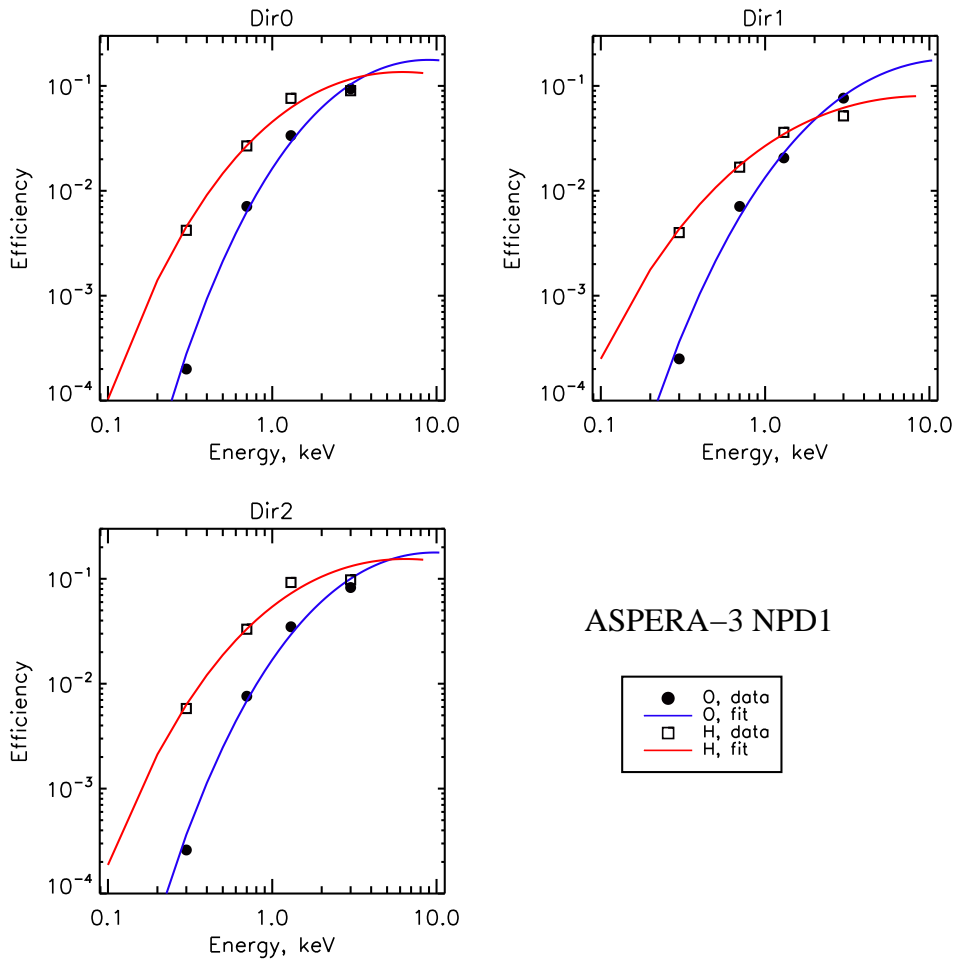 Dir0
10⁻¹
10⁻²
10⁻³
10⁻⁴
Efficiency
0.1 1.0 10.0
Energy, keV
Dir1
10⁻¹
10⁻²
10⁻³
10⁻⁴
Efficiency
0.1 1.0 10.0
Energy, keV
Dir2
10⁻¹
10⁻²
10⁻³
10⁻⁴
Efficiency
0.1 1.0 10.0
Energy, keV
ASPERA−3 NPD1
O, data
O, fit
H, data
H, fit